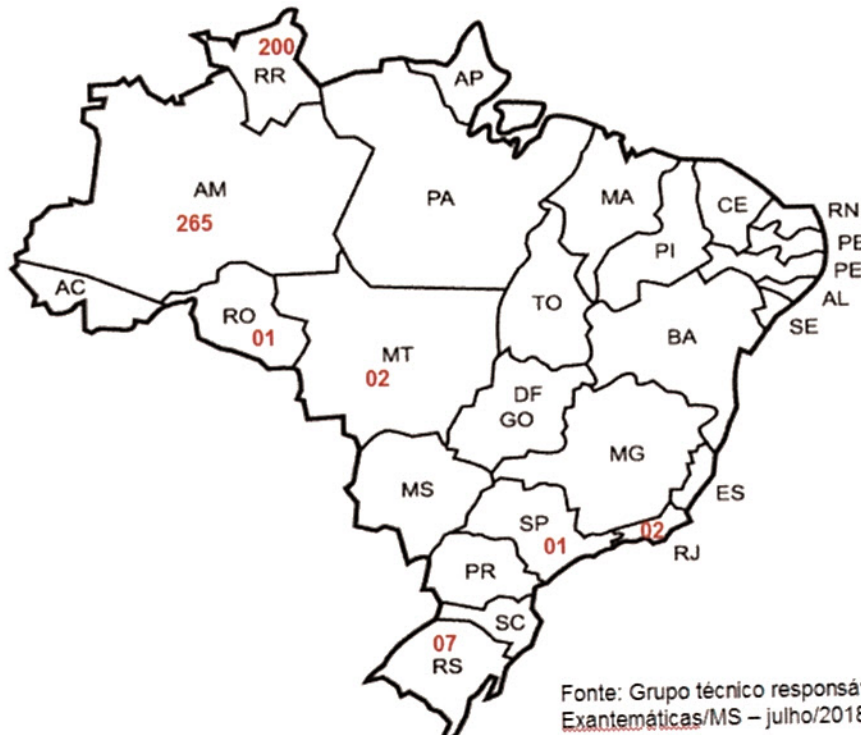 200
RR
AP
AM
265
PA
MA
CE
RN
PB
PI
PE
AC
RO
01
TO
AL
SE
MT
02
BA
DF
GO
MG
MS
ES
SP
01
02
RJ
PR
SC
07
RS
Fonte: Grupo técnico
Exantemáticas/MS – julho/2018